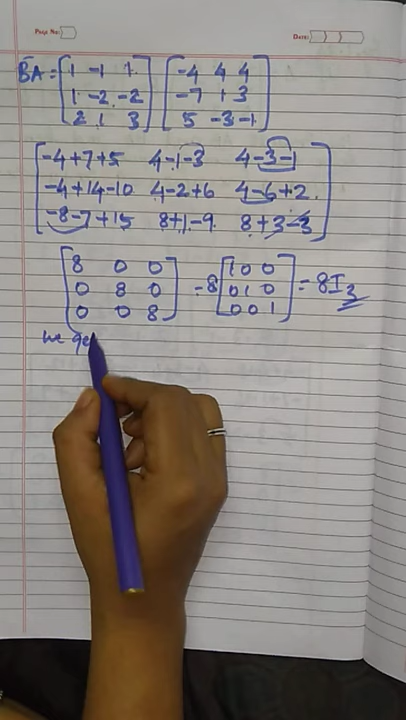 Page No: Date:
BA = [1 -1 1 [-4 4 4
1 -2 -2 -7 1 3
2 1 3] 5 -3 -1]
[-4+7+5 4-1-3 4-3-1
-4+14-10 4-2+6 4-6+2
-8-7+15 8+1-9 8+3-3]
[8 0 0
0 8 0 = 8 [1 0 0 0 1 0 0 0 1] = 8I3
0 0 8]
we ge